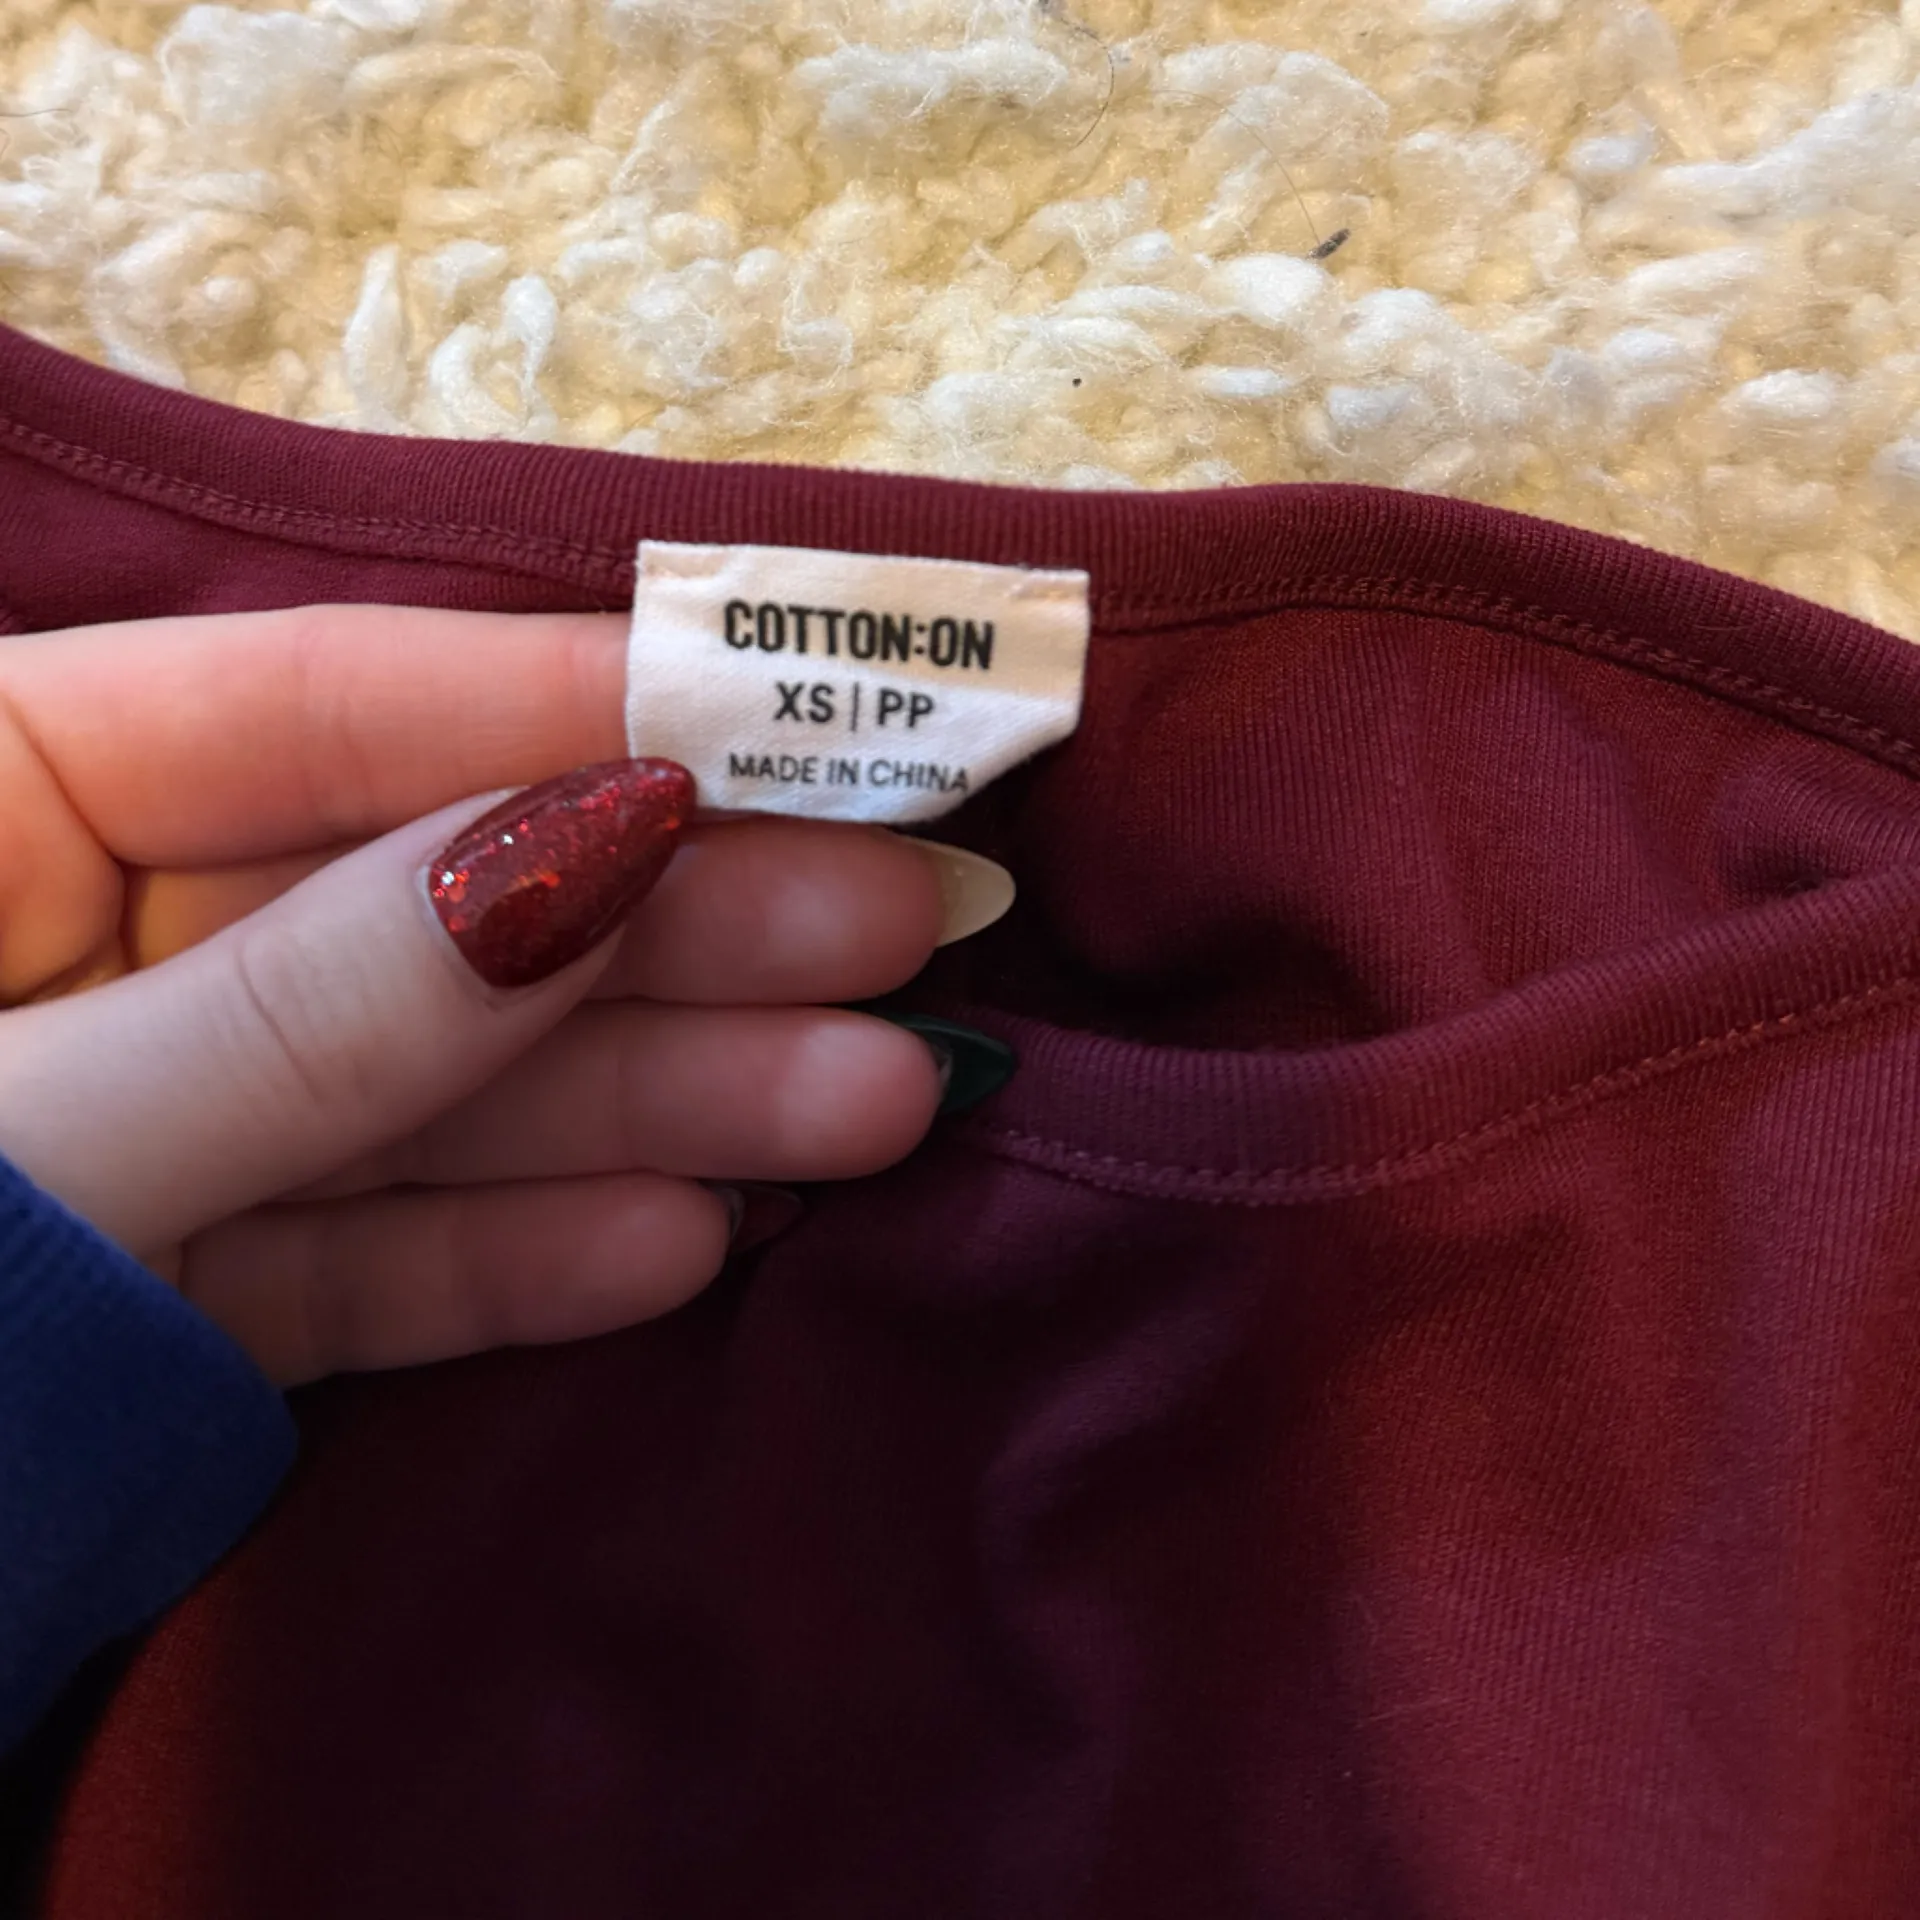 COTTON:ON
XS | PP
MADE IN CHINA